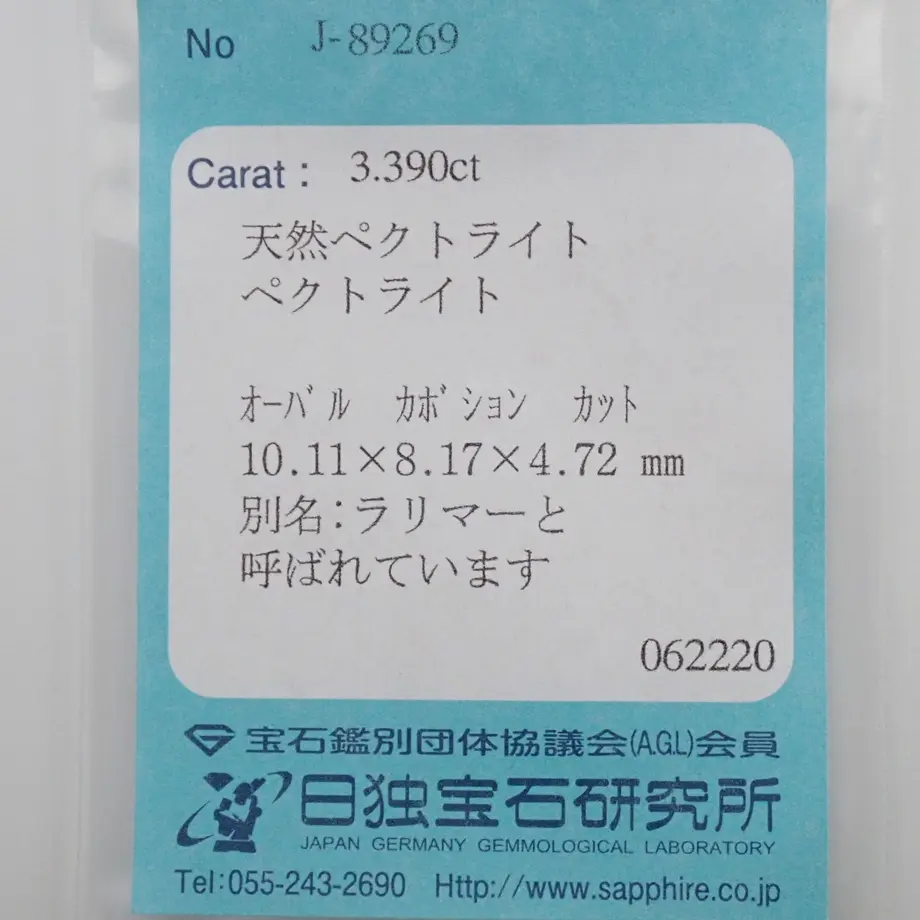 No J-89269
Carat : 3.390ct
天然ペクトライト
ペクトライト
ｵｰﾊﾞﾙ ｶﾎﾞｼｮﾝ ｶｯﾄ
10.11×8.17×4.72 mm
別名:ラリマーと
呼ばれています
062220
宝石鑑別団体協議会(A.G.L)会員
日独宝石研究所
JAPAN GERMANY GEMMOLOGICAL LABORATORY
Tel:055-243-2690 Http://www.sapphire.co.jp